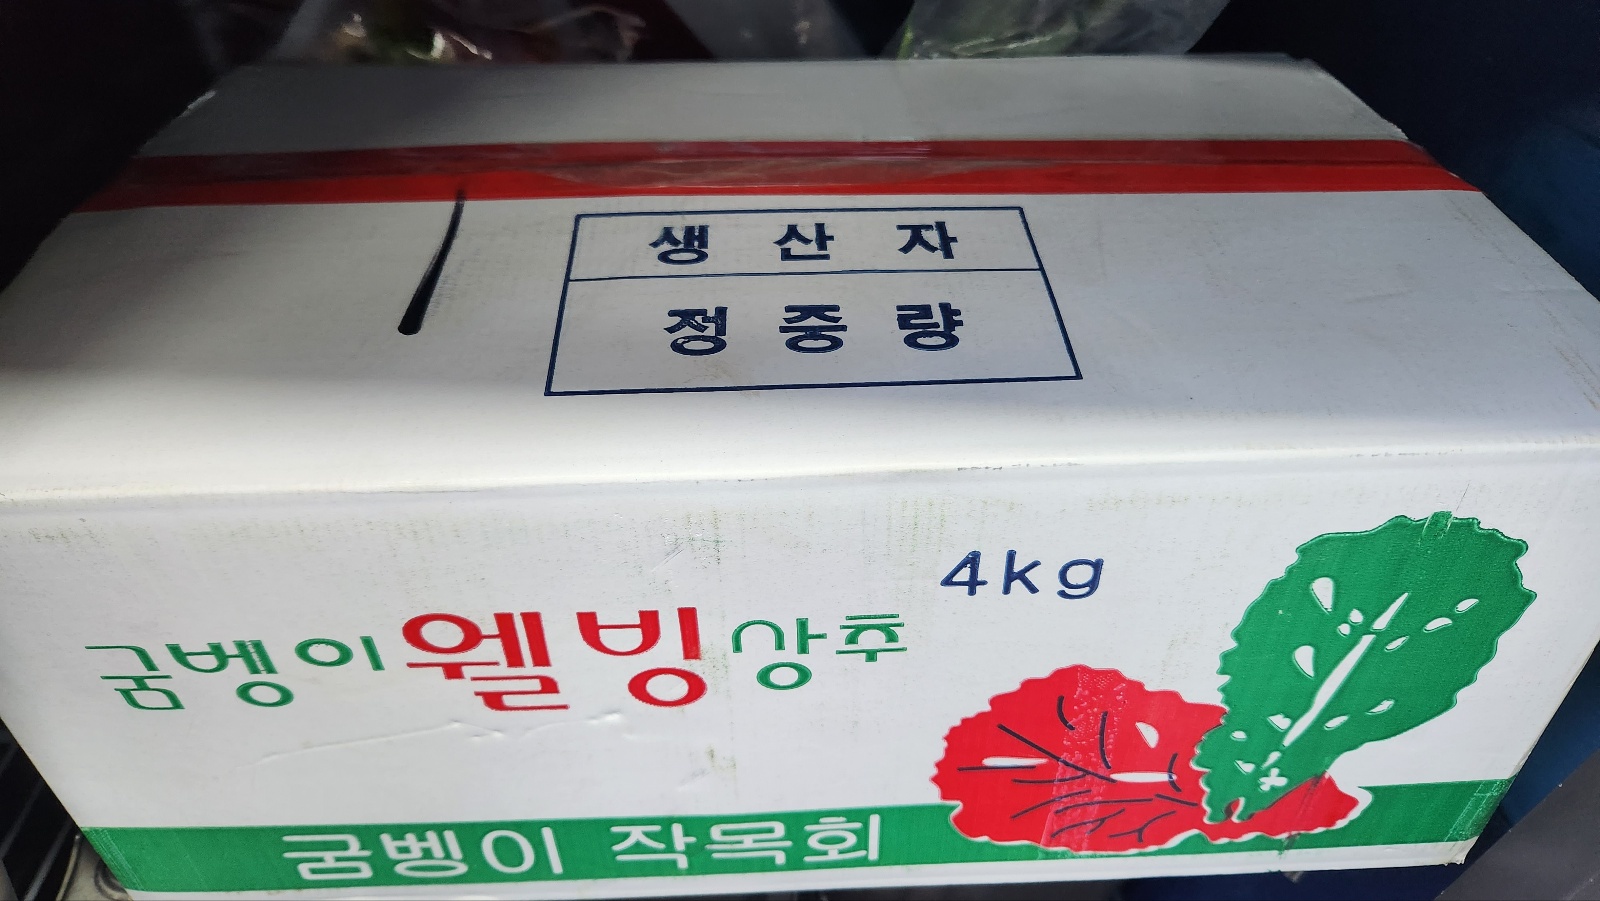 생 산 자
정 중 량
4kg
굼벵이 웰빙 상추
굼벵이 작목회